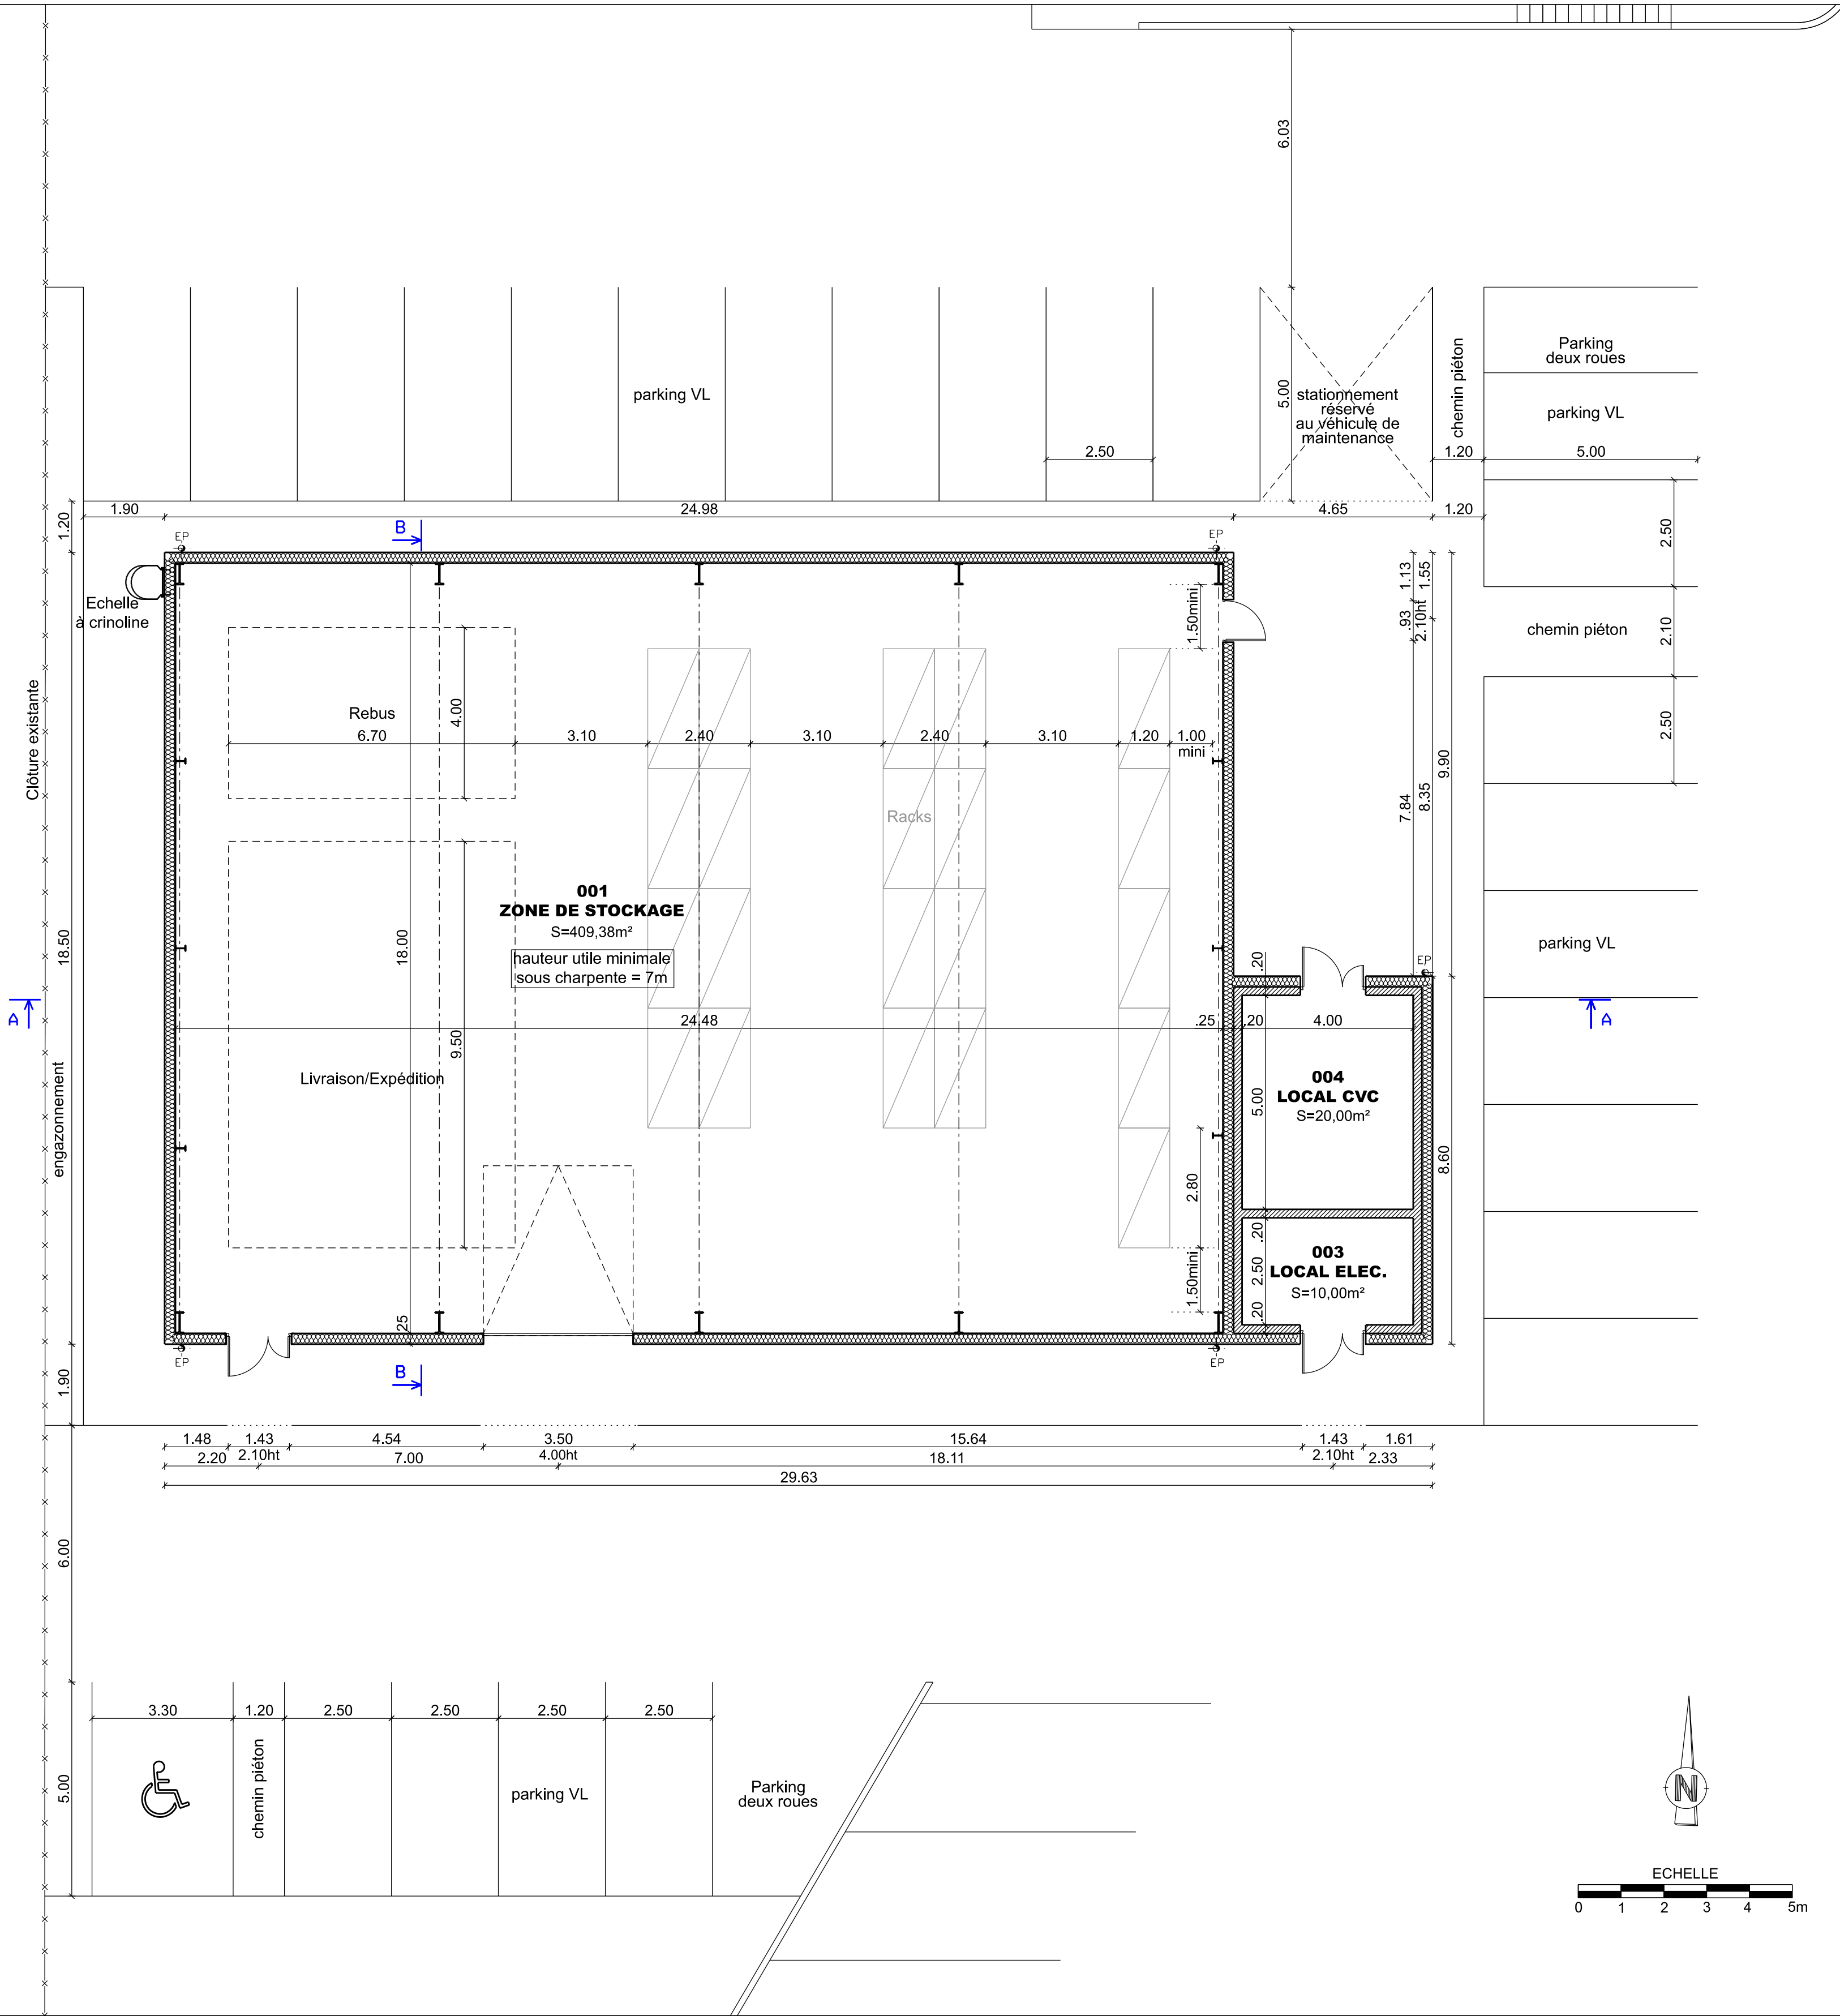 6.03
Parking
deux roues
parking VL
parking VL
5.00
stationnement
réservé
au véhicule de
maintenance
chemin piéton
2.50
1.20
5.00
1.20
1.90
24.98
4.65
1.20
2.50
B
EP
EP
Echelle
à crinoline
1.50mini
1.13
.93
2.10ht
1.55
chemin piéton
2.10
Clôture existante
Rebus
4.00
6.70
3.10
2.40
3.10
2.40
3.10
1.20
1.00
mini
2.50
9.90
7.84
8.35
Racks
001
ZONE DE STOCKAGE
S=409,38m²
hauteur utile minimale
sous charpente = 7m
18.50
18.00
parking VL
EP
.20
A
24.48
.25
.20
4.00
A
9.50
engazonnement
Livraison/Expédition
004
LOCAL CVC
S=20,00m²
5.00
8.60
2.80
.20
003
LOCAL ELEC.
S=10,00m²
2.50
1.50mini
.20
.25
EP
EP
B
1.90
1.48
1.43
4.54
3.50
15.64
1.43
1.61
2.20
2.10ht
7.00
4.00ht
18.11
2.10ht
2.33
29.63
6.00
3.30
1.20
2.50
2.50
2.50
2.50
5.00
chemin piéton
parking VL
Parking
deux roues
N
ECHELLE
0 1 2 3 4 5m